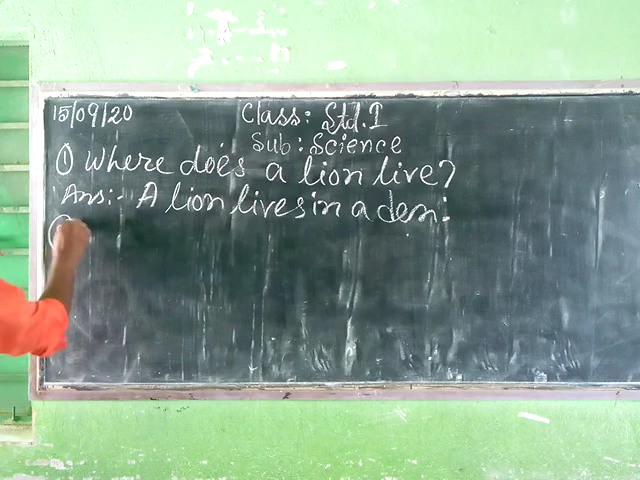 15/09/20
Class: Std. I
Sub: Science
① Where does a lion live?
Ans:- A lion lives in a den: